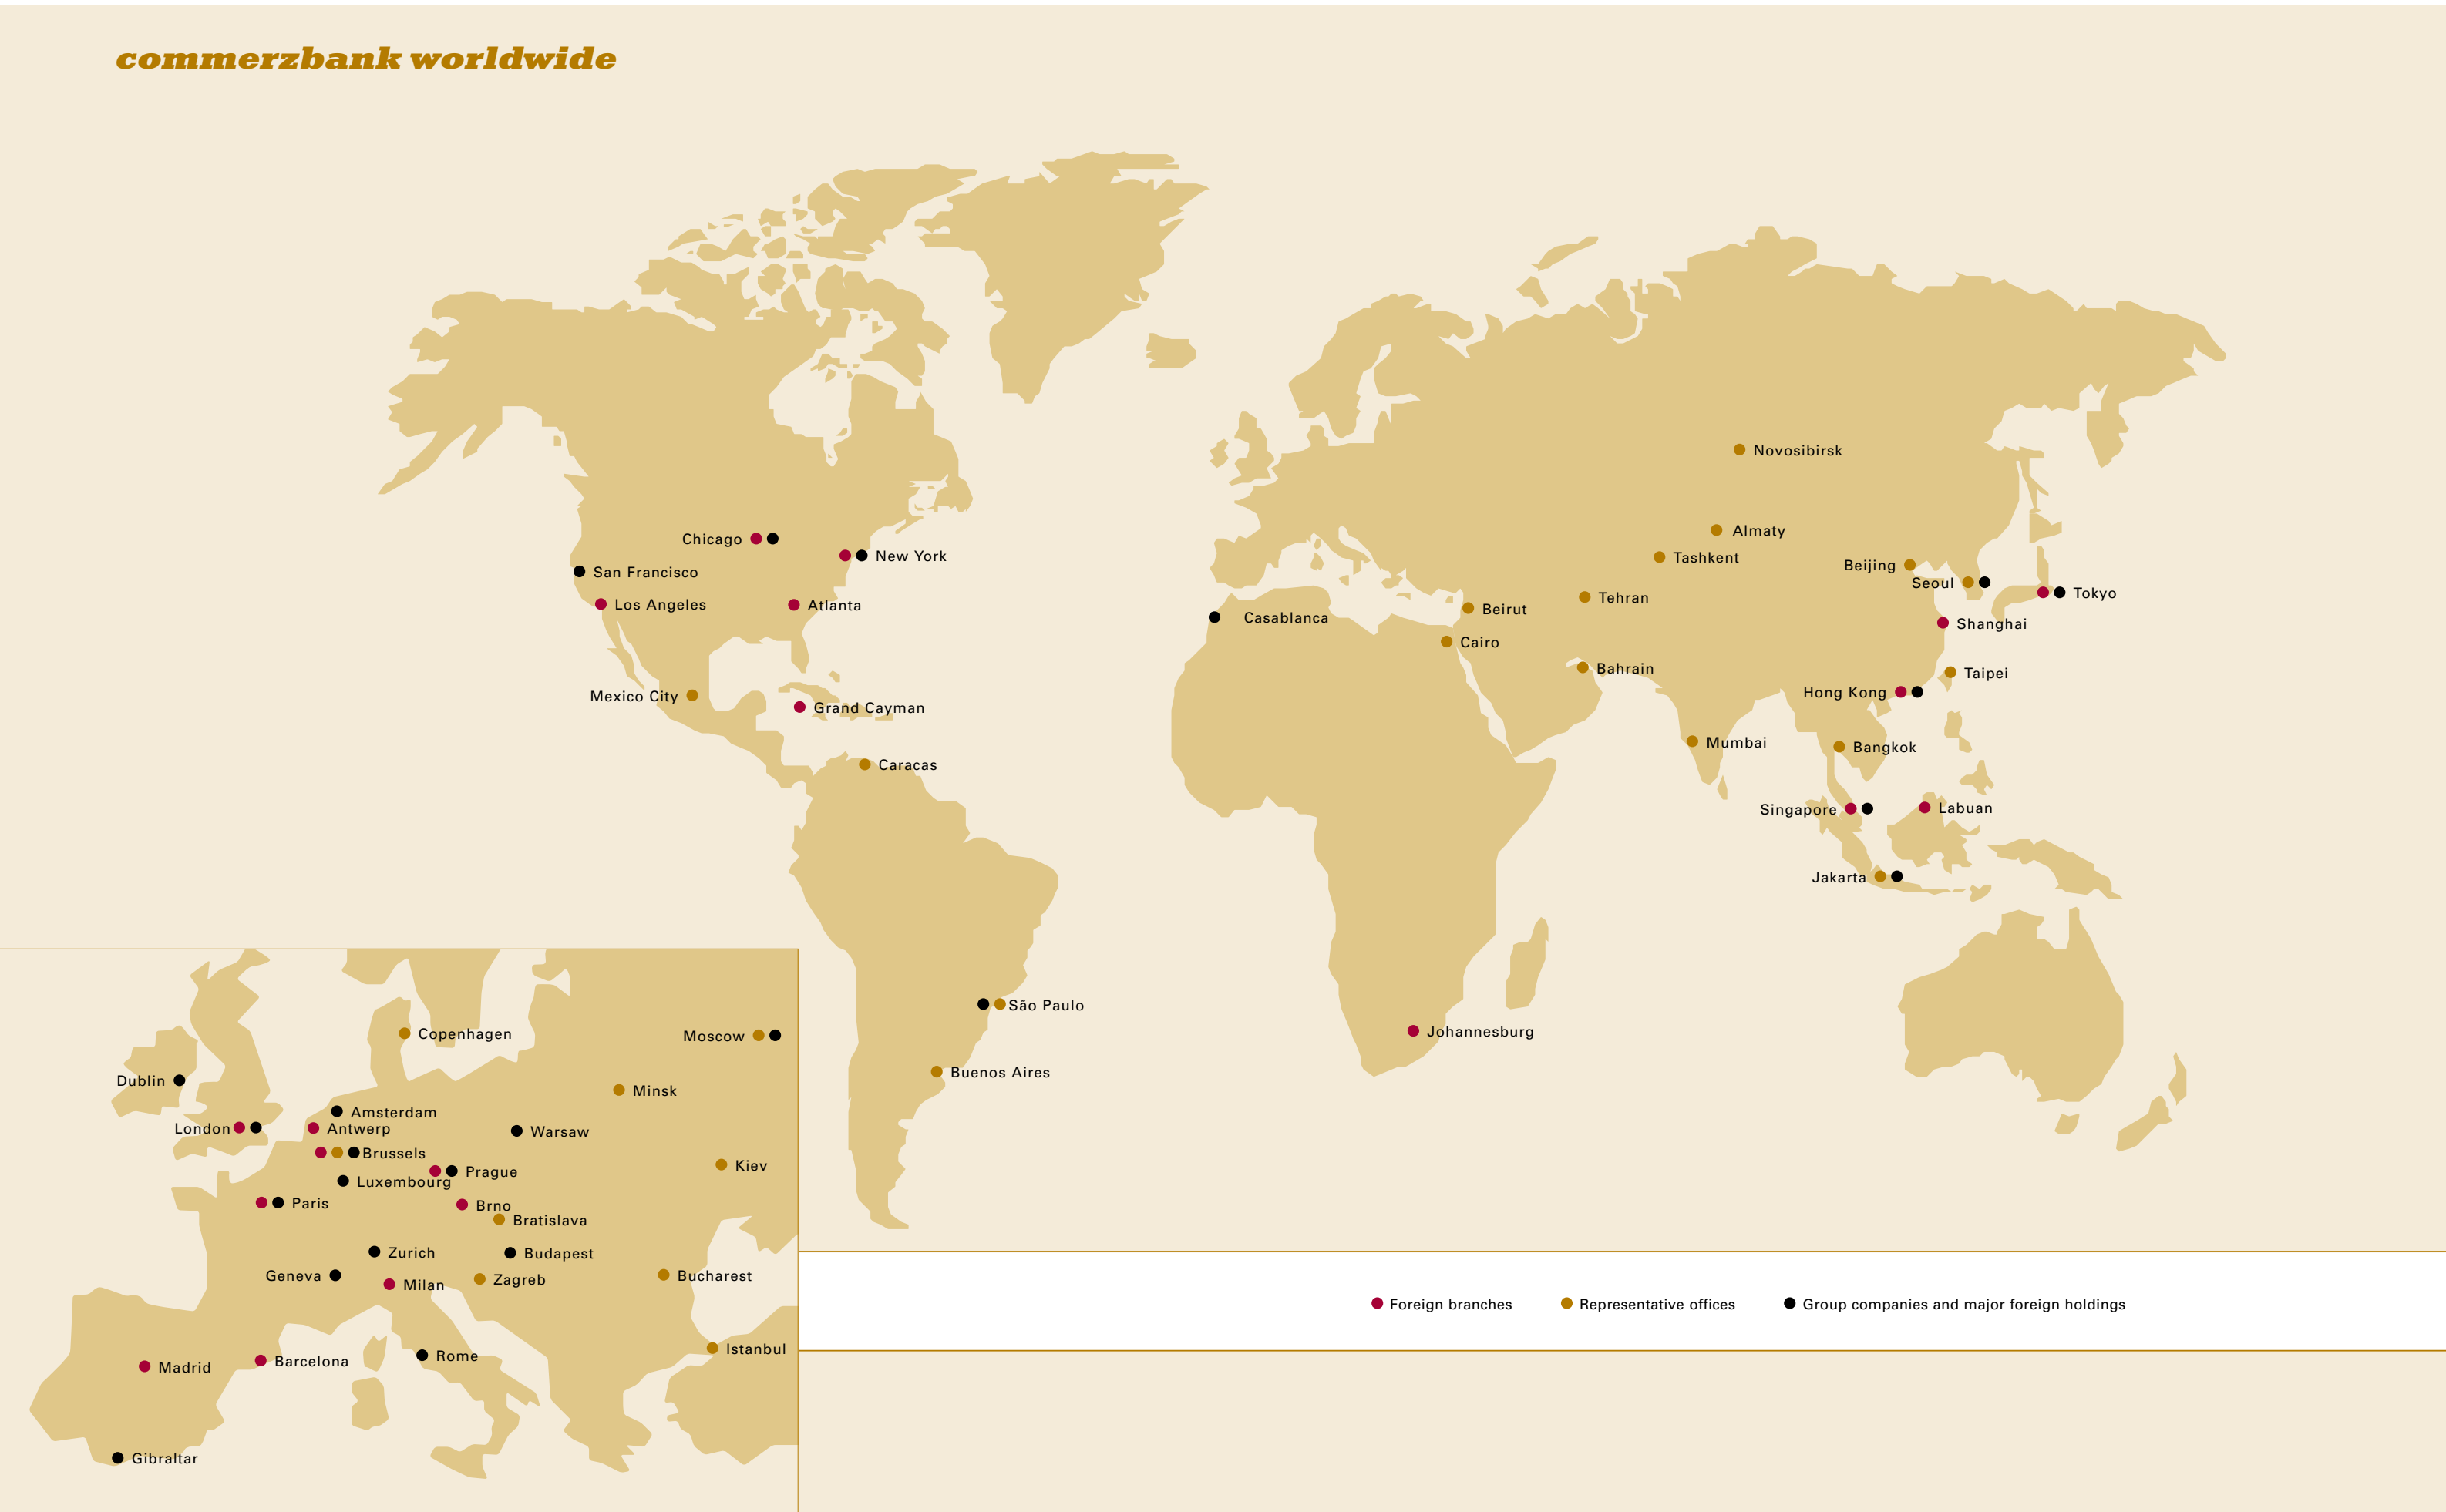 commerzbank worldwide
Novosibirsk
Almaty
Chicago
New York
Tashkent
Beijing
San Francisco
Seoul
Tokyo
Tehran
Los Angeles
Atlanta
Beirut
Casablanca
Shanghai
Cairo
Bahrain
Taipei
Mexico City
Hong Kong
Grand Cayman
Mumbai
Bangkok
Caracas
Singapore
Labuan
Jakarta
São Paulo
Johannesburg
Buenos Aires
Copenhagen
Moscow
Dublin
Minsk
Amsterdam
London
Antwerp
Warsaw
Brussels
Kiev
Prague
Luxembourg
Paris
Brno
Bratislava
Zurich
Budapest
Geneva
Bucharest
Zagreb
Milan
Istanbul
Rome
Barcelona
Madrid
Gibraltar
Foreign branches
Representative offices
Group companies and major foreign holdings